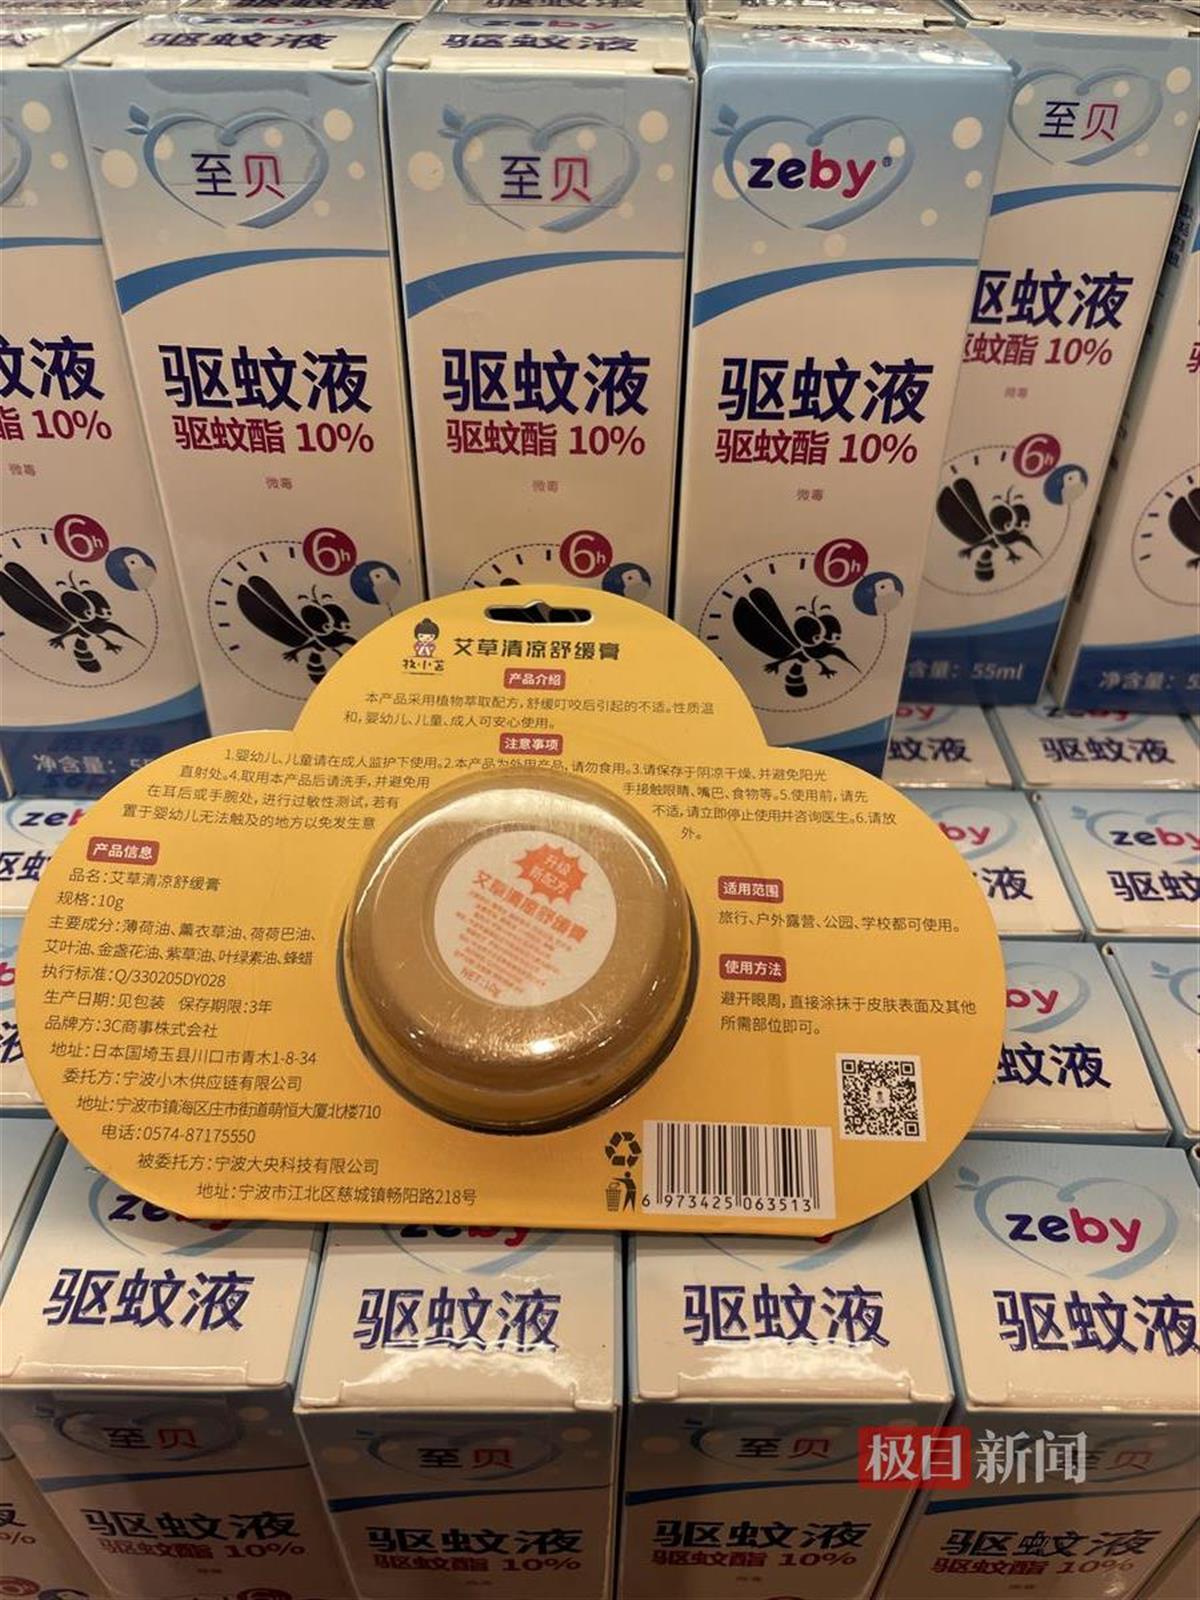 驱蚊液
zeby
驱蚊液
至贝
至贝
zeby®
至贝
驱蚊液
驱蚊液
驱蚊液
驱蚊液
蚊液
驱蚊酯 10%
驱蚊酯 10%
驱蚊酯 10%
驱蚊酯 10%
酯 10%
微毒
微毒
微毒
微毒
微毒
6h
6h
6h
6h
6h
含量：55ml
净含量：
牧小茗
艾草清凉舒缓膏
产品介绍
本产品采用植物萃取配方，舒缓叮咬后引起的不适。性质温
和，婴幼儿、儿童、成人可安心使用。
注意事项
1.婴幼儿、儿童请在成人监护下使用。2.本产品为外用产品，请勿食用。3.请保存于阴凉干燥、并避免阳光
直射处。4.取用本产品后请洗手，并避免用手接触眼睛、嘴巴、食物等。5.使用前，请先
在耳后或手腕处，进行过敏性测试，若有不适，请立即停止使用并咨询医生。6.请放
置于婴幼儿无法触及的地方以免发生意外。
产品信息
品名：艾草清凉舒缓膏
规格：10g
主要成分：薄荷油、薰衣草油、荷荷巴油、
艾叶油、金盏花油、紫草油、叶绿素油、蜂蜡
执行标准：Q/330205DY028
生产日期：见包装 保存期限：3年
品牌方：3C商事株式会社
地址：日本国埼玉县川口市青木1-8-34
委托方：宁波小木供应链有限公司
地址：宁波市镇海区庄市街道萌恒大厦北楼710
电话：0574-87175550
被委托方：宁波大央科技有限公司
地址：宁波市江北区慈城镇畅阳路218号
升级
新配方
艾草清凉舒缓膏
NET:10g
适用范围
旅行、户外露营、公园、学校都可使用。
使用方法
避开眼周，直接涂抹于皮肤表面及其他
所需部位即可。
6 973425 063513
zeby
蚊液
驱蚊液
蚊液
zeby
驱蚊液
驱蚊液
驱蚊液
驱蚊液
至贝
至贝
至贝
驱蚊液
驱蚊液
驱蚊液
驱蚊液
驱蚊酯 10%
驱蚊酯 10%
驱蚊酯 10%
驱蚊酯 10%
极目新闻